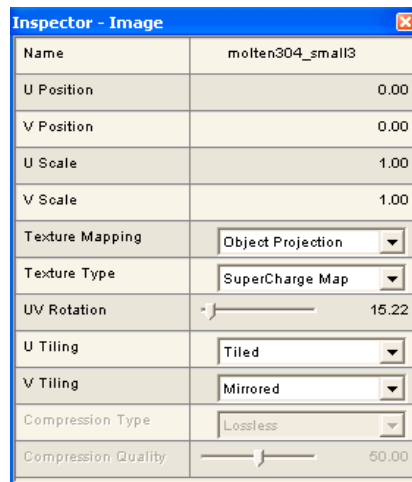 Inspector - Image
Name molten304_small3
U Position 0.00
V Position 0.00
U Scale 1.00
V Scale 1.00
Texture Mapping Object Projection
Texture Type SuperCharge Map
UV Rotation 15.22
U Tiling Tiled
V Tiling Mirrored
Compression Type Lossless
Compression Quality 50.00